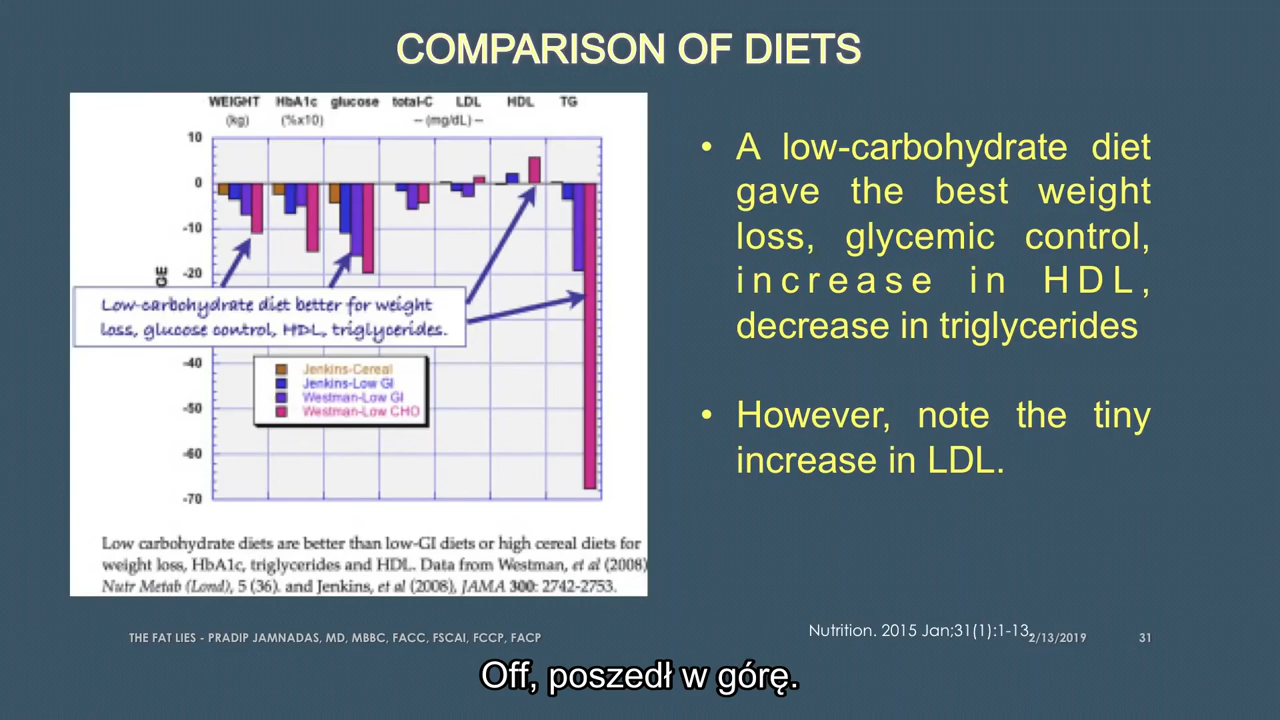 COMPARISON OF DIETS
WEIGHT HbA1c glucose total-C LDL HDL TG
(kg) (%x10) -- (mg/dL) --
10
0
-10
-20
GE
Low-carbohydrate diet better for weight
loss, glucose control, HDL, triglycerides.
-40
Jenkins-Cereal
Jenkins-Low GI
Westman-Low GI
Westman-Low CHO
-50
-60
-70
Low carbohydrate diets are better than low-GI diets or high cereal diets for
weight loss, HbA1c, triglycerides and HDL. Data from Westman, et al (2008)
Nutr Metab (Lond), 5 (36). and Jenkins, et al (2008), JAMA 300: 2742-2753.
• A low-carbohydrate diet
gave the best weight
loss, glycemic control,
increase in HDL,
decrease in triglycerides
• However, note the tiny
increase in LDL.
Nutrition. 2015 Jan;31(1):1-13.
THE FAT LIES - PRADIP JAMNADAS, MD, MBBC, FACC, FSCAI, FCCP, FACP
2/13/2019
31
Off, poszedł w górę.